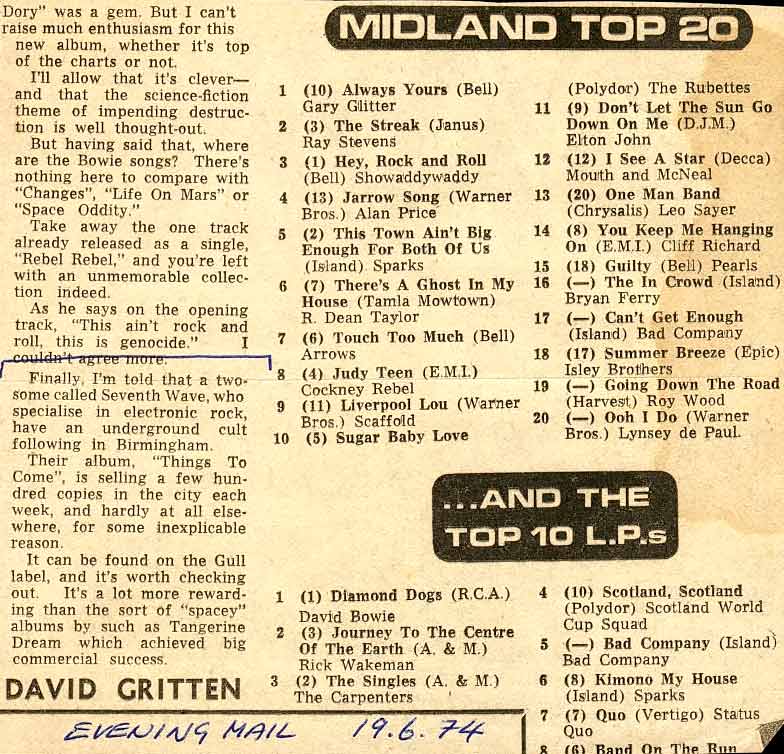 Dory" was a gem. But I can't
raise much enthusiasm for this
new album, whether it's top
of the charts or not.
I'll allow that it's clever—
and that the science-fiction
theme of impending destruc-
tion is well thought-out.
But having said that, where
are the Bowie songs? There's
nothing here to compare with
"Changes", "Life On Mars" or
"Space Oddity."
Take away the one track
already released as a single,
"Rebel Rebel," and you're left
with an unmemorable collec-
tion indeed.
As he says on the opening
track, "This ain't rock and
roll, this is genocide." I
couldn't agree more.
Finally, I'm told that a two-
some called Seventh Wave, who
specialise in electronic rock,
have an underground cult
following in Birmingham.
Their album, "Things To
Come", is selling a few hun-
dred copies in the city each
week, and hardly at all else-
where, for some inexplicable
reason.
It can be found on the Gull
label, and it's worth checking
out. It's a lot more reward-
ing than the sort of "spacey"
albums by such as Tangerine
Dream which achieved big
commercial success.
DAVID GRITTEN
EVENING MAIL 19.6.74
MIDLAND TOP 20
1 (10) Always Yours (Bell)
Gary Glitter
2 (3) The Streak (Janus)
Ray Stevens
3 (1) Hey, Rock and Roll
(Bell) Showaddywaddy
4 (13) Jarrow Song (Warner
Bros.) Alan Price
5 (2) This Town Ain't Big
Enough For Both Of Us
(Island) Sparks
6 (7) There's A Ghost In My
House (Tamla Mowtown)
R. Dean Taylor
7 (6) Touch Too Much (Bell)
Arrows
8 (4) Judy Teen (E.M.I.)
Cockney Rebel
9 (11) Liverpool Lou (Warner
Bros.) Scaffold
10 (5) Sugar Baby Love
(Polydor) The Rubettes
11 (9) Don't Let The Sun Go
Down On Me (D.J.M.)
Elton John
12 (12) I See A Star (Decca)
Mouth and McNeal
13 (20) One Man Band
(Chrysalis) Leo Sayer
14 (8) You Keep Me Hanging
On (E.M.I.) Cliff Richard
15 (18) Guilty (Bell) Pearls
16 (—) The In Crowd (Island)
Bryan Ferry
17 (—) Can't Get Enough
(Island) Bad Company
18 (17) Summer Breeze (Epic)
Isley Brothers
19 (—) Going Down The Road
(Harvest) Roy Wood
20 (—) Ooh I Do (Warner
Bros.) Lynsey de Paul.
...AND THE
TOP 10 L.P.s
1 (1) Diamond Dogs (R.C.A.)
David Bowie
2 (3) Journey To The Centre
Of The Earth (A. & M.)
Rick Wakeman
3 (2) The Singles (A. & M.)
The Carpenters
4 (10) Scotland, Scotland
(Polydor) Scotland World
Cup Squad
5 (—) Bad Company (Island)
Bad Company
6 (8) Kimono My House
(Island) Sparks
7 (7) Quo (Vertigo) Status
Quo
8 (6) Band On The Run